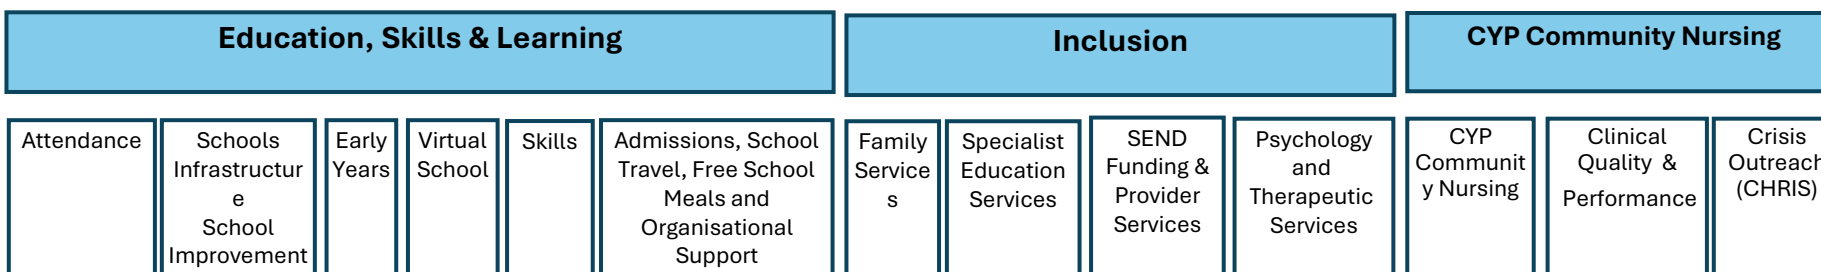 Education, Skills & Learning
Inclusion
CYP Community Nursing
Attendance
Schools
Infrastructur
e
School
Improvement
Early
Years
Virtual
School
Skills
Admissions, School
Travel, Free School
Meals and
Organisational
Support
Family
Service
s
Specialist
Education
Services
SEND
Funding &
Provider
Services
Psychology
and
Therapeutic
Services
CYP
Communit
y Nursing
Clinical
Quality &
Performance
Crisis
Outreach
(CHRIS)